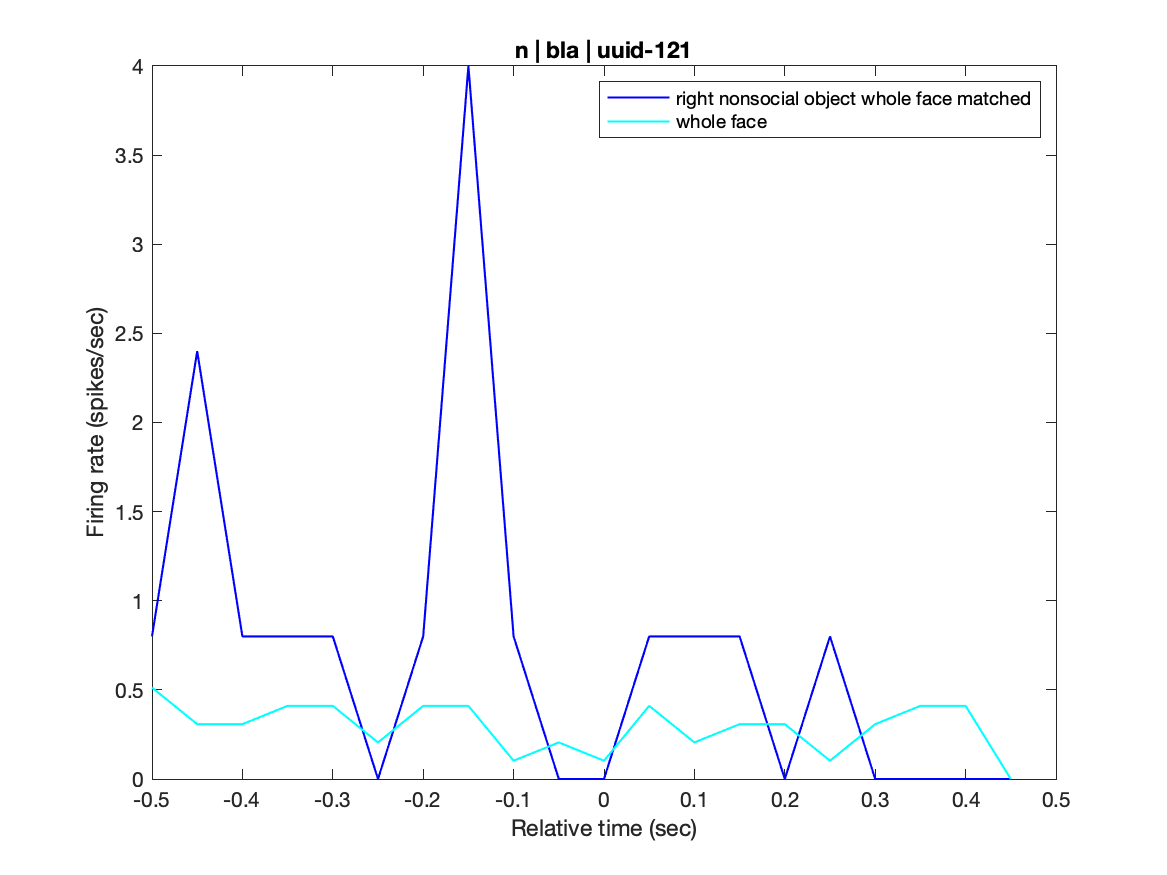 n | bla | uuid-121
right nonsocial object whole face matched
whole face
4
3.5
3
2.5
2
1.5
1
0.5
0
Firing rate (spikes/sec)
-0.5 -0.4 -0.3 -0.2 -0.1 0 0.1 0.2 0.3 0.4 0.5
Relative time (sec)